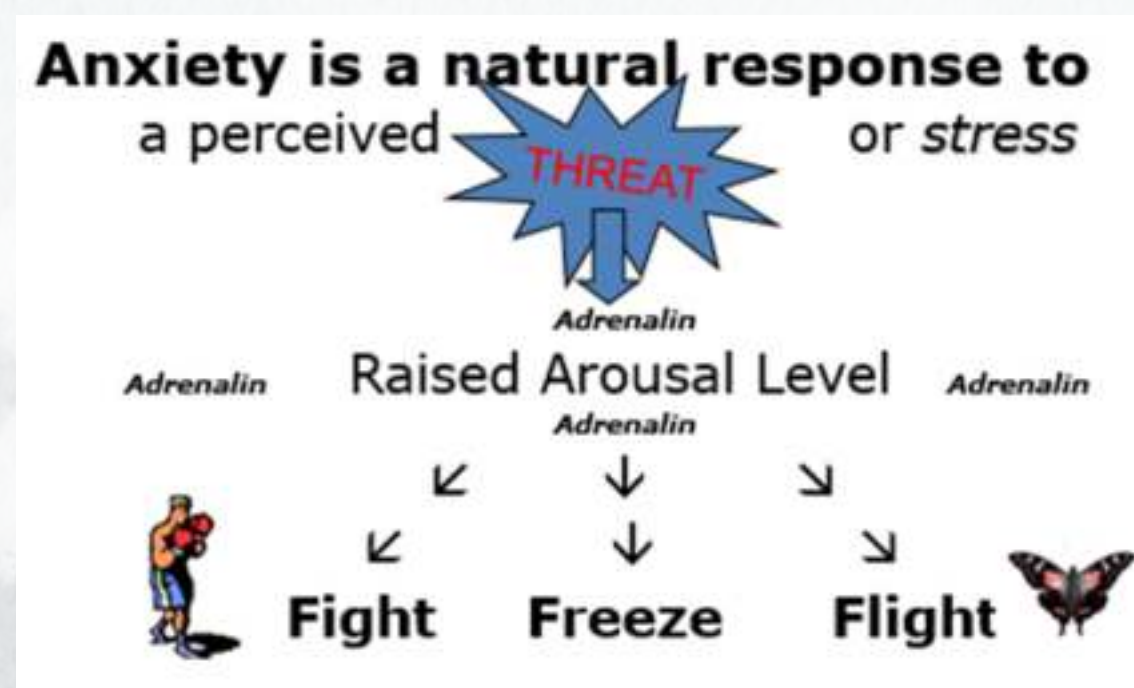 Anxiety is a natural response to
a perceived THREAT or stress
Adrenalin
Adrenalin Raised Arousal Level Adrenalin
Adrenalin
Fight Freeze Flight